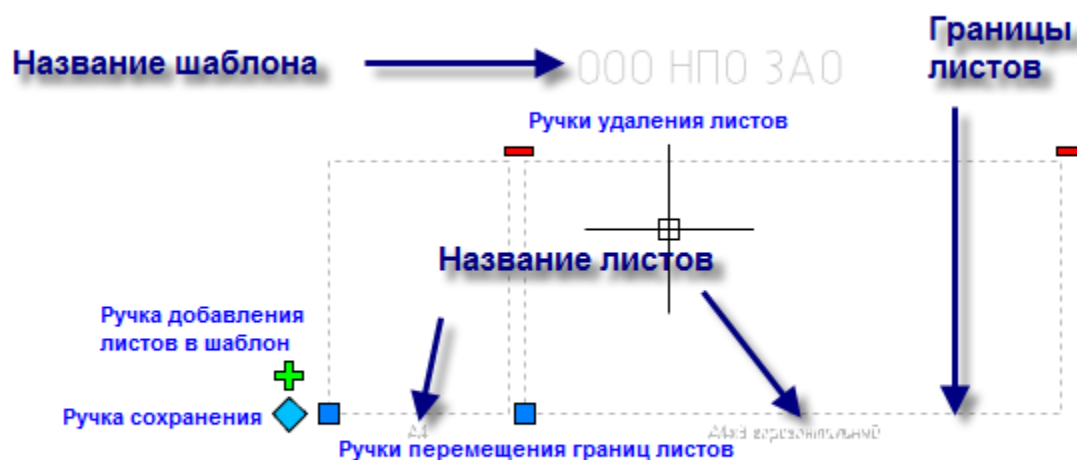 Границы
листов
Название шаблона
ООО НПО ЗАО
Ручки удаления листов
Название листов
Ручка добавления
листов в шаблон
Ручка сохранения
А4
Ручки перемещения границ листов